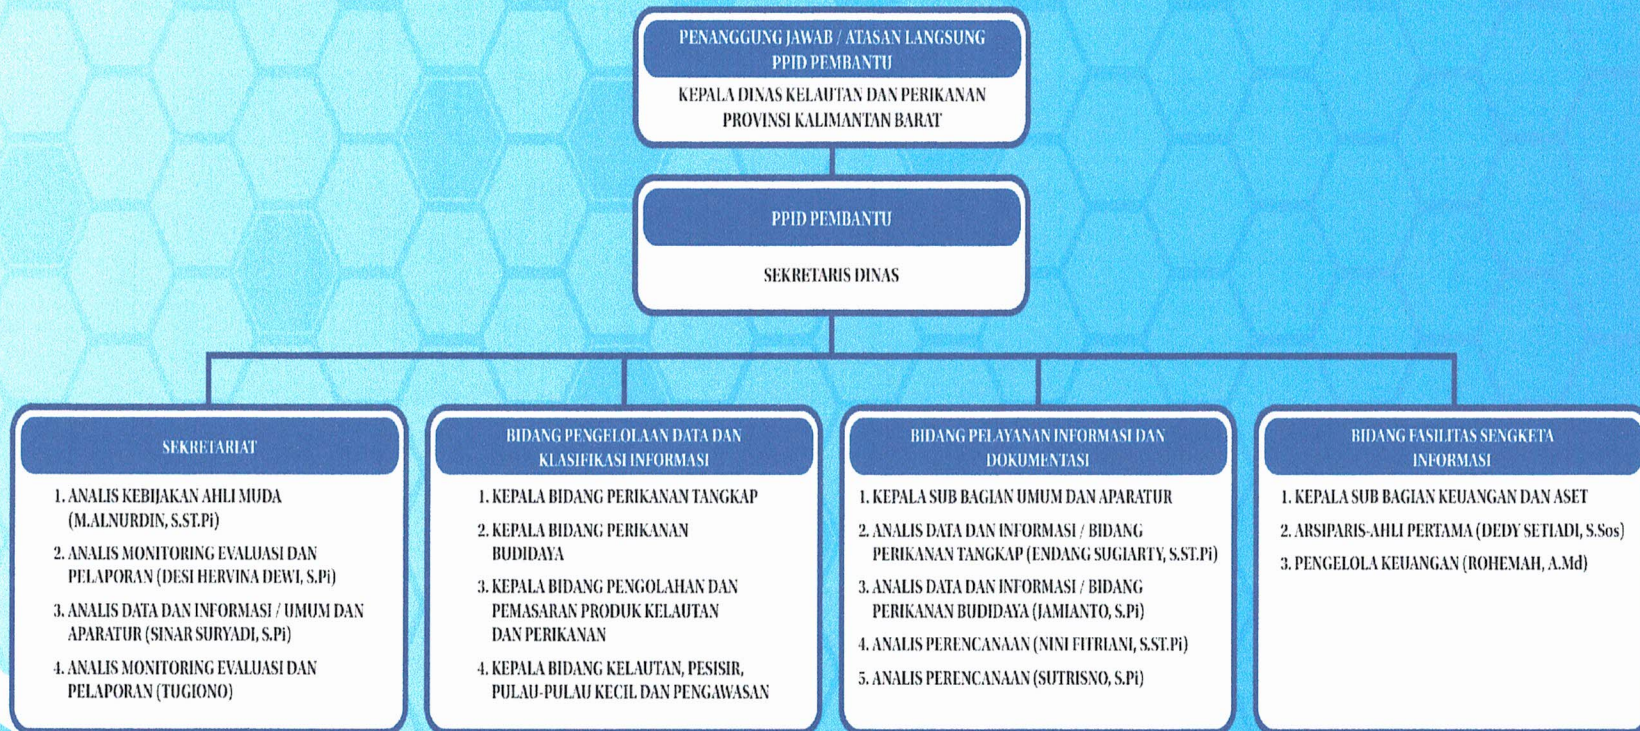 PENANGGUNG JAWAB / ATASAN LANGSUNG
PPID PEMBANTU
KEPALA DINAS KELAUTAN DAN PERIKANAN
PROVINSI KALIMANTAN BARAT
PPID PEMBANTU
SEKRETARIS DINAS
SEKRETARIAT
1. ANALIS KEBIJAKAN AHLI MUDA
(M.ALNURDIN, S.ST.Pi)
2. ANALIS MONITORING EVALUASI DAN
PELAPORAN (DESI HERVINA DEWI, S.Pi)
3. ANALIS DATA DAN INFORMASI / UMUM DAN
APARATUR (SINAR SURYADI, S.Pi)
4. ANALIS MONITORING EVALUASI DAN
PELAPORAN (TUGIONO)
BIDANG PENGELOLAAN DATA DAN
KLASIFIKASI INFORMASI
1. KEPALA BIDANG PERIKANAN TANGKAP
2. KEPALA BIDANG PERIKANAN
BUDIDAYA
3. KEPALA BIDANG PENGOLAHAN DAN
PEMASARAN PRODUK KELAUTAN
DAN PERIKANAN
4. KEPALA BIDANG KELAUTAN, PESISIR,
PULAU-PULAU KECIL DAN PENGAWASAN
BIDANG PELAYANAN INFORMASI DAN
DOKUMENTASI
1. KEPALA SUB BAGIAN UMUM DAN APARATUR
2. ANALIS DATA DAN INFORMASI / BIDANG
PERIKANAN TANGKAP (ENDANG SUGIARTY, S.ST.Pi)
3. ANALIS DATA DAN INFORMASI / BIDANG
PERIKANAN BUDIDAYA (JAMIANTO, S.Pi)
4. ANALIS PERENCANAAN (NINI FITRIANI, S.ST.Pi)
5. ANALIS PERENCANAAN (SUTRISNO, S.Pi)
BIDANG FASILITAS SENGKETA
INFORMASI
1. KEPALA SUB BAGIAN KEUANGAN DAN ASET
2. ARSIPARIS-AHLI PERTAMA (DEDY SETIADI, S.Sos)
3. PENGELOLA KEUANGAN (ROHEMAH, A.Md)